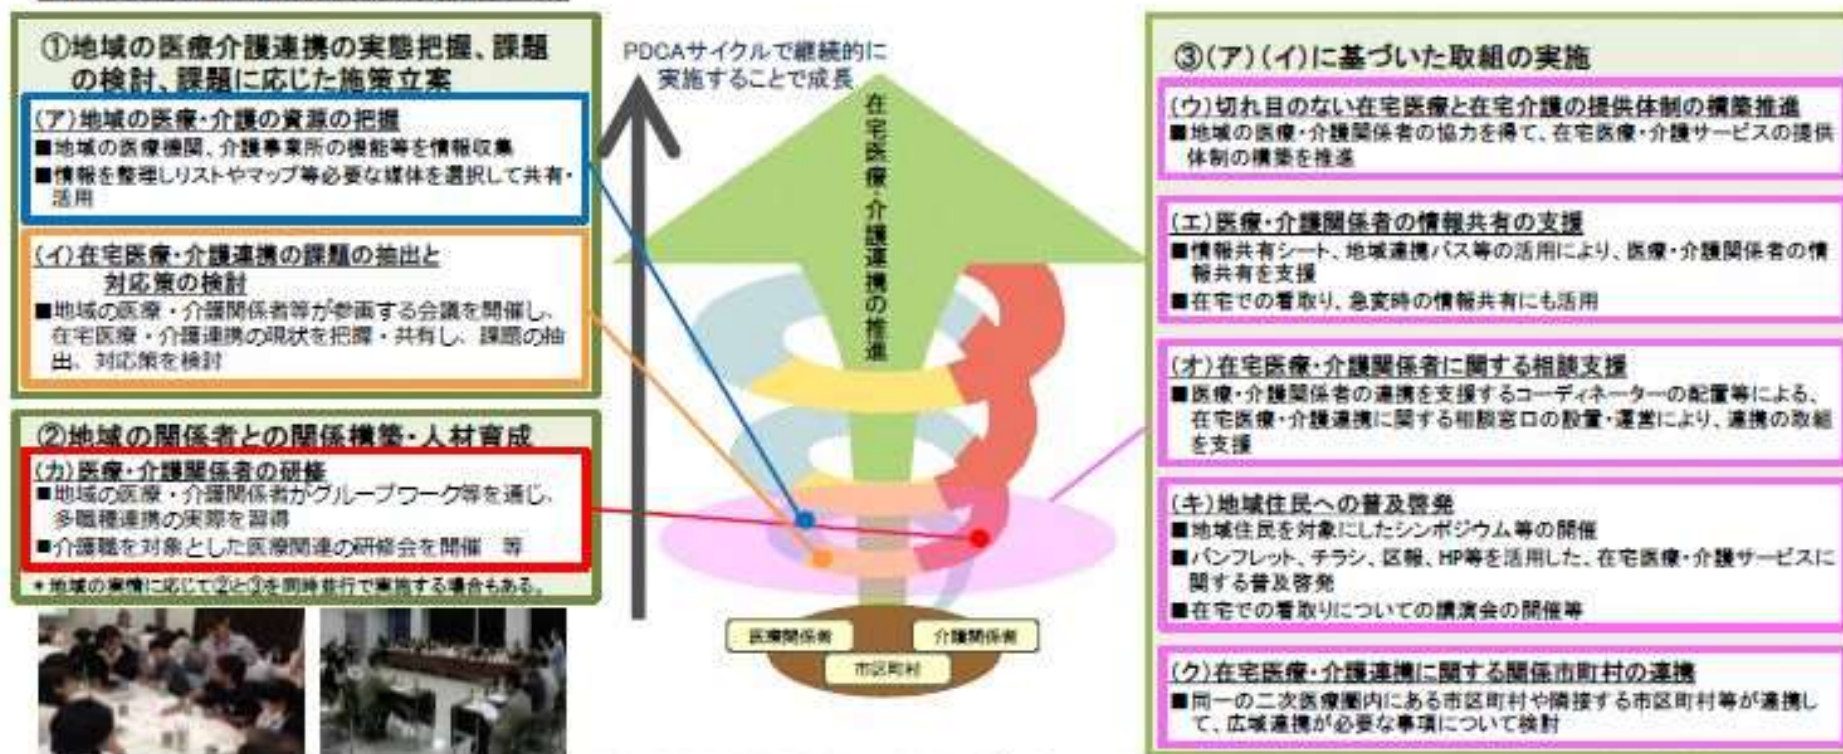 ①地域の医療介護連携の実態把握、課題
の検討、課題に応じた施策立案
(ア)地域の医療・介護の資源の把握
■地域の医療機関、介護事業所の機能等を情報収集
■情報を整理しリストやマップ等必要な媒体を選択して共有・
活用
(イ)在宅医療・介護連携の課題の抽出と
対応策の検討
■地域の医療・介護関係者等が参画する会議を開催し、
在宅医療・介護連携の現状を把握・共有し、課題の抽
出、対応策を検討
②地域の関係者との関係構築・人材育成
(カ)医療・介護関係者の研修
■地域の医療・介護関係者がグループワーク等を通じ、
多職種連携の実際を習得
■介護職を対象とした医療関連の研修会を開催　等
*地域の実情に応じて②と③を同時並行で実施する場合もある。
PDCAサイクルで継続的に
実施することで成長
在宅医療・介護連携の推進
医療関係者
介護関係者
市区町村
③(ア)(イ)に基づいた取組の実施
(ウ)切れ目のない在宅医療と在宅介護の提供体制の構築推進
■地域の医療・介護関係者の協力を得て、在宅医療・介護サービスの提供
体制の構築を推進
(エ)医療・介護関係者の情報共有の支援
■情報共有シート、地域連携パス等の活用により、医療・介護関係者の情
報共有を支援
■在宅での看取り、急変時の情報共有にも活用
(オ)在宅医療・介護関係者に関する相談支援
■医療・介護関係者の連携を支援するコーディネーターの配置等による、
在宅医療・介護連携に関する相談窓口の設置・運営により、連携の取組
を支援
(キ)地域住民への普及啓発
■地域住民を対象にしたシンポジウム等の開催
■パンフレット、チラシ、区報、HP等を活用した、在宅医療・介護サービスに
関する普及啓発
■在宅での看取りについての講演会の開催等
(ク)在宅医療・介護連携に関する関係市町村の連携
■同一の二次医療圏内にある市区町村や隣接する市区町村等が連携し
て、広域連携が必要な事項について検討